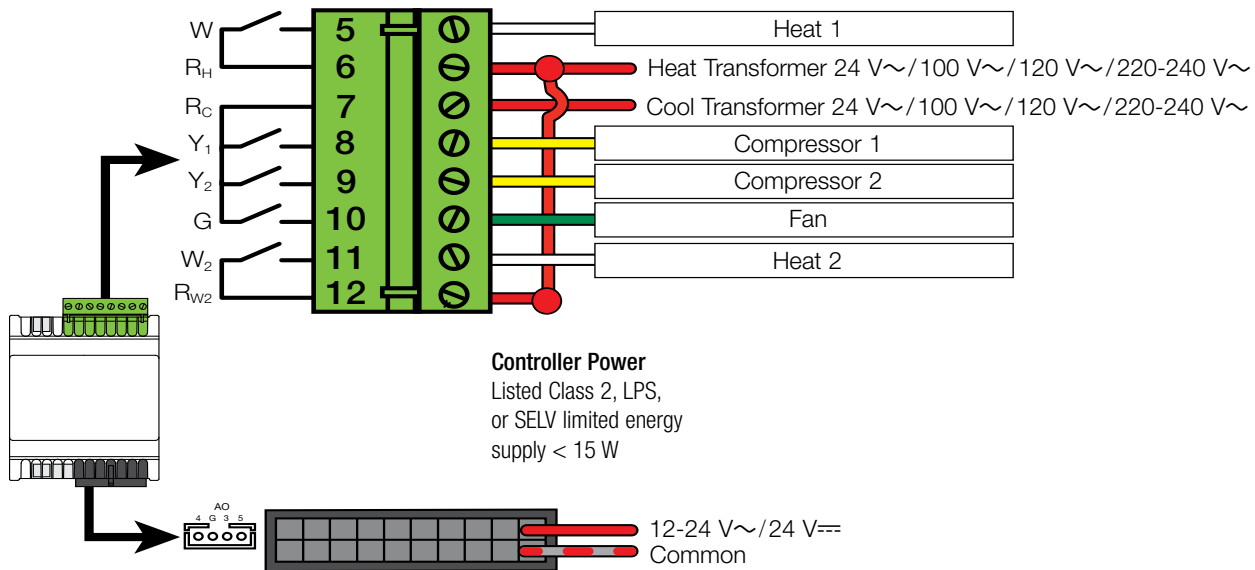 W 5 Heat 1
RH 6 Heat Transformer 24 V～/100 V～/120 V～/220-240 V～
RC 7 Cool Transformer 24 V～/100 V～/120 V～/220-240 V～
Y1 8 Compressor 1
Y2 9 Compressor 2
G 10 Fan
W2 11 Heat 2
RW2 12
Controller Power
Listed Class 2, LPS,
or SELV limited energy
supply < 15 W
AO
4 G 3 5
12-24 V～/24 V⎓
Common